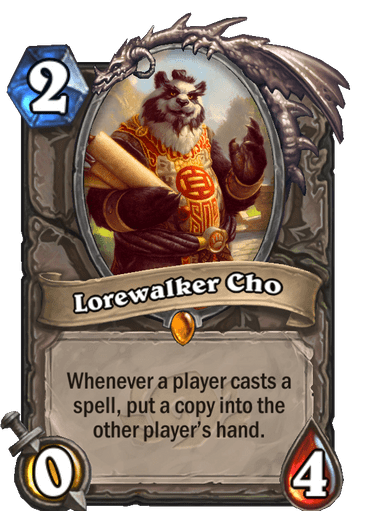 2
Lorewalker Cho
Whenever a player casts a
spell, put a copy into the
other player's hand.
0
4